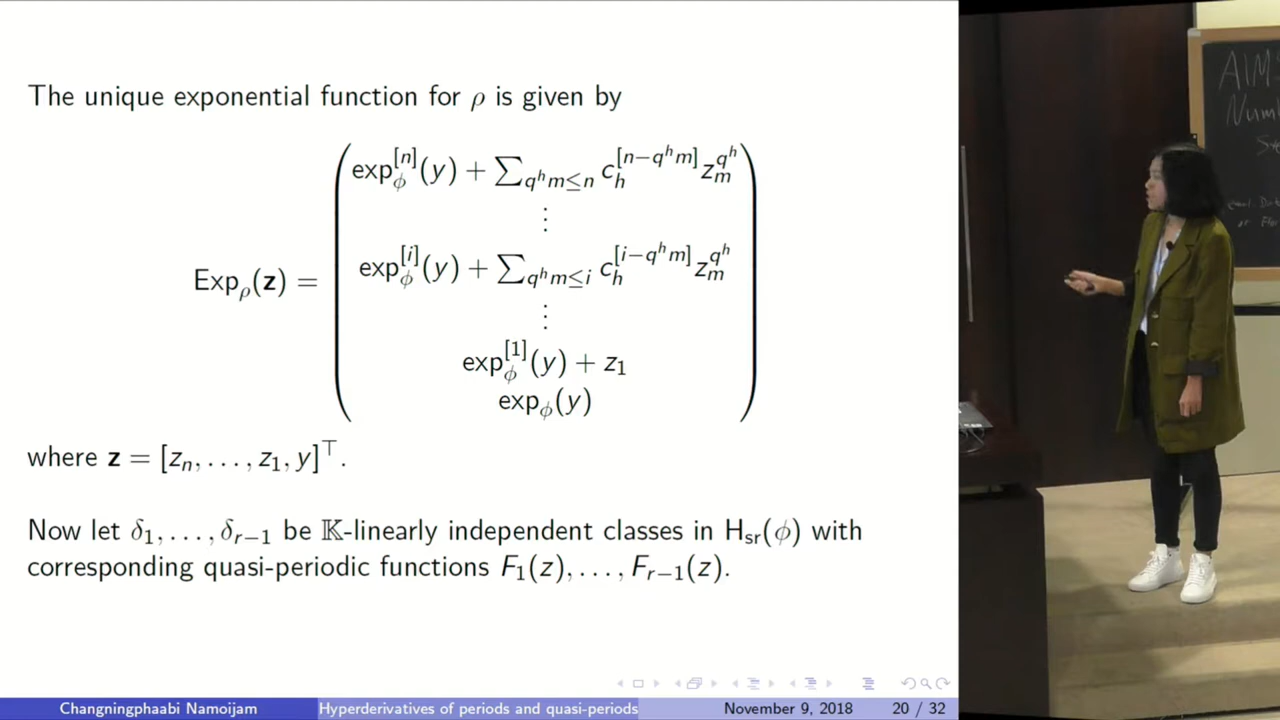 The unique exponential function for ρ is given by
Exp_ρ(𝐳) =
exp_ϕ^{[n]}(y) + ∑_{q^h m≤n} c_h^{[n−q^h m]} z_m^{q^h}
⋮
exp_ϕ^{[i]}(y) + ∑_{q^h m≤i} c_h^{[i−q^h m]} z_m^{q^h}
⋮
exp_ϕ^{[1]}(y) + z_1
exp_ϕ(y)
where 𝐳 = [z_n, . . . , z_1, y]^⊤.
Now let δ_1, . . . , δ_{r−1} be 𝕂-linearly independent classes in H_{sr}(ϕ) with
corresponding quasi-periodic functions F_1(z), . . . , F_{r−1}(z).
Changningphaabi Namoijam Hyperderivatives of periods and quasi-periods November 9, 2018 20 / 32
AIM
Num